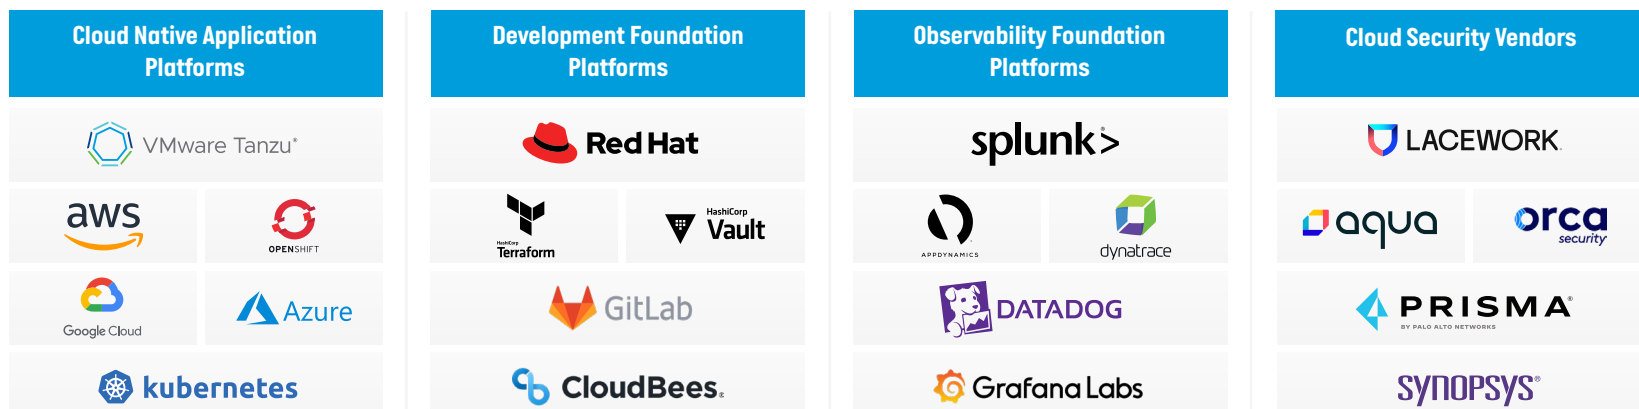 Cloud Native Application
Platforms
VMware Tanzu®
aws
OPENSHIFT
Google Cloud
Azure
kubernetes
Development Foundation
Platforms
Red Hat
HashiCorp
Terraform
HashiCorp
Vault
GitLab
CloudBees®
Observability Foundation
Platforms
splunk>®
APPDYNAMICS
dynatrace
DATADOG
Grafana Labs
Cloud Security Vendors
LACEWORK
aqua
orca
security
PRISMA®
BY PALO ALTO NETWORKS
SYNOPSYS®